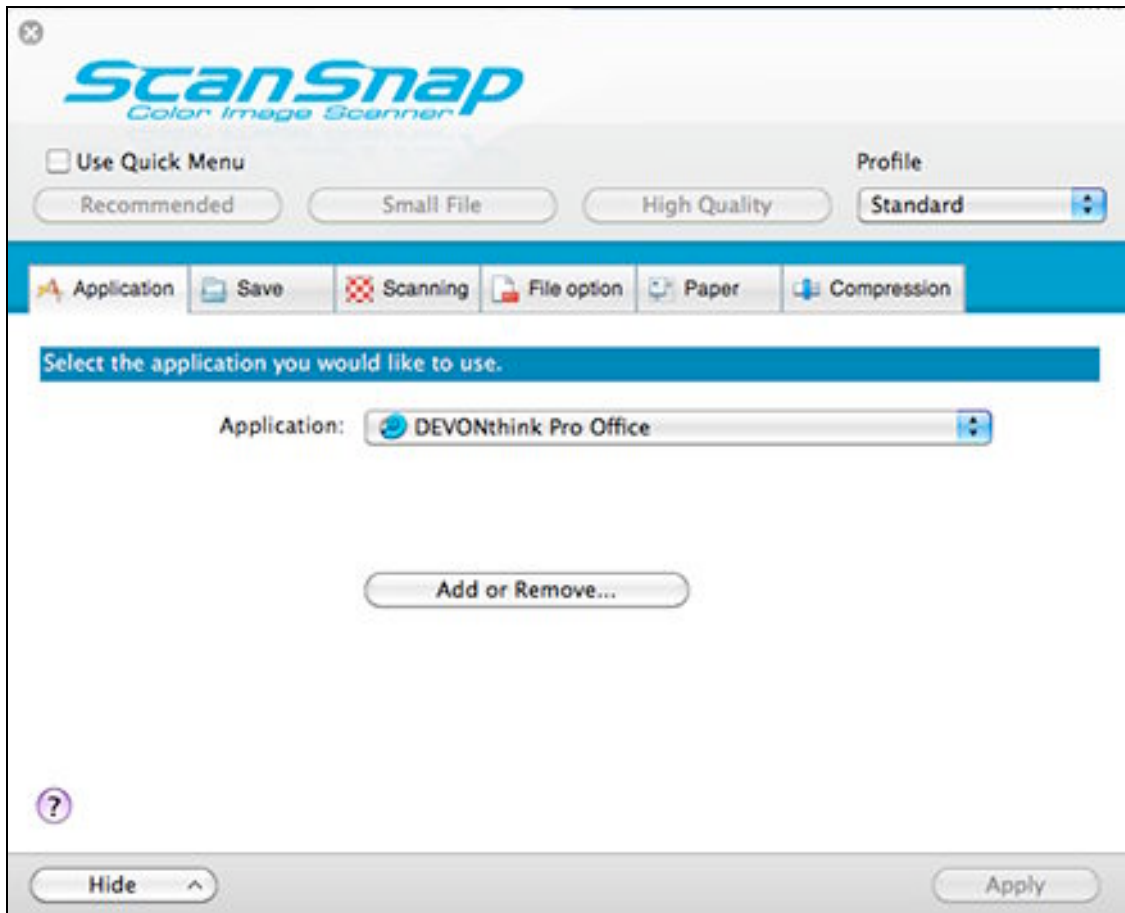 ScanSnap
Color Image Scanner
Use Quick Menu
Profile
Recommended
Small File
High Quality
Standard
Application
Save
Scanning
File option
Paper
Compression
Select the application you would like to use.
Application:
DEVONthink Pro Office
Add or Remove...
?
Hide
Apply